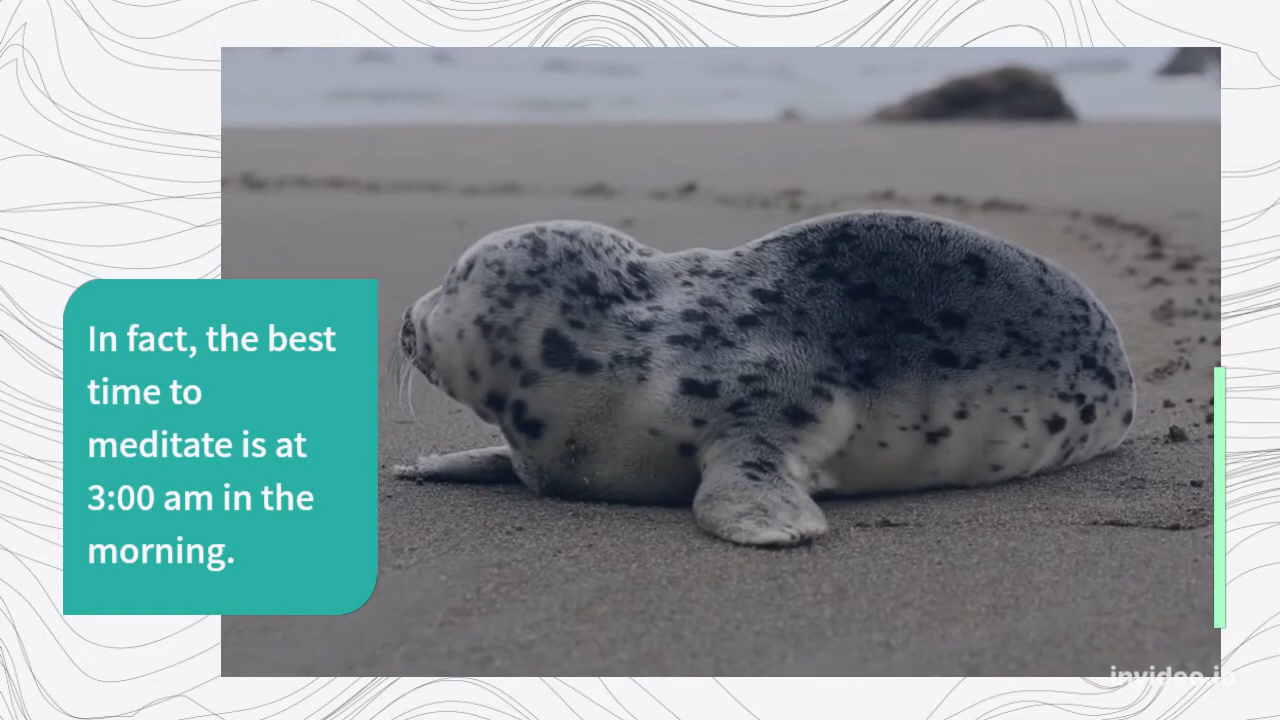 In fact, the best
time to
meditate is at
3:00 am in the
morning.
invideo.io